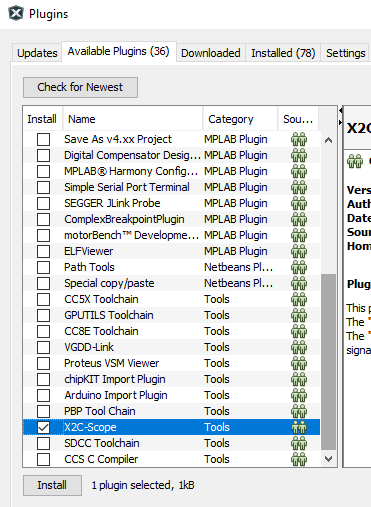 Plugins
Updates Available Plugins (36) Downloaded Installed (78) Settings
Check for Newest
Install Name Category Sou...
Save As v4.xx Project MPLAB Plugin
Digital Compensator Desig... MPLAB Plugin
MPLAB® Harmony Config... MPLAB Plugin
Simple Serial Port Terminal MPLAB Plugin
SEGGER JLink Probe MPLAB Plugin
ComplexBreakpointPlugin MPLAB Plugin
motorBench™ Developme... MPLAB Plugin
ELFViewer MPLAB Plugin
Path Tools Netbeans Pl...
Special copy/paste Netbeans Pl...
CC5X Toolchain Tools
GPUTILS Toolchain Tools
CC8E Toolchain Tools
VGDD-Link Tools
Proteus VSM Viewer Tools
chipKIT Import Plugin Tools
Arduino Import Plugin Tools
PBP Tool Chain Tools
X2C-Scope Tools
SDCC Toolchain Tools
CCS C Compiler Tools
Install 1 plugin selected, 1kB
X2C
Vers
Auth
Date
Sour
Hom
Plug
This p
The "
The "
signa